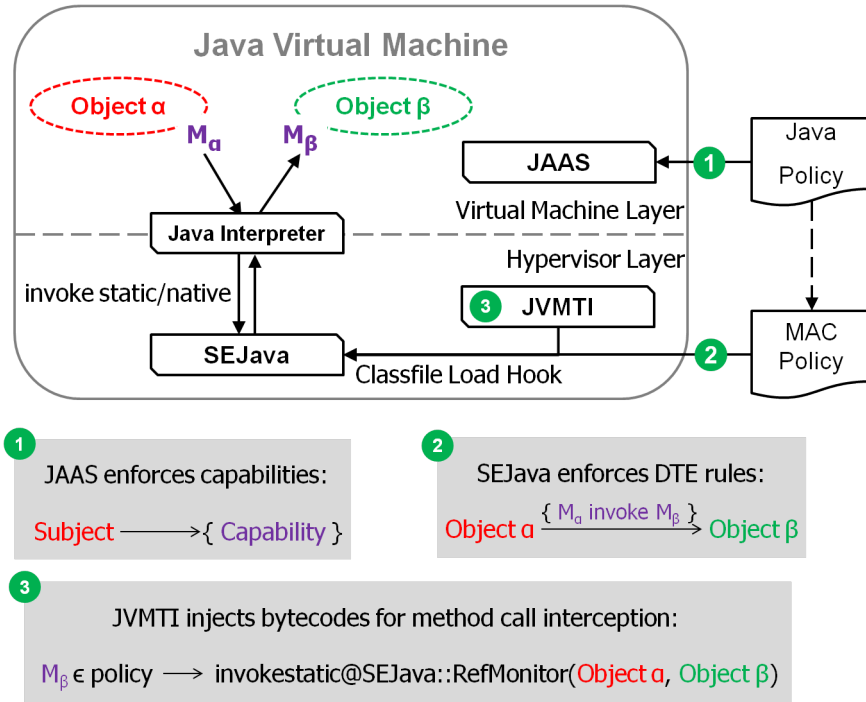 Java Virtual Machine
Object α
Object β
Mα
Mβ
JAAS
1
Java
Policy
Virtual Machine Layer
Java Interpreter
Hypervisor Layer
invoke static/native
3
JVMTI
SEJava
2
MAC
Policy
Classfile Load Hook
1
JAAS enforces capabilities:
Subject { Capability }
2
SEJava enforces DTE rules:
{ Mα invoke Mβ }
Object α Object β
3
JVMTI injects bytecodes for method call interception:
Mβ ϵ policy invokestatic@SEJava::RefMonitor(Object α, Object β)